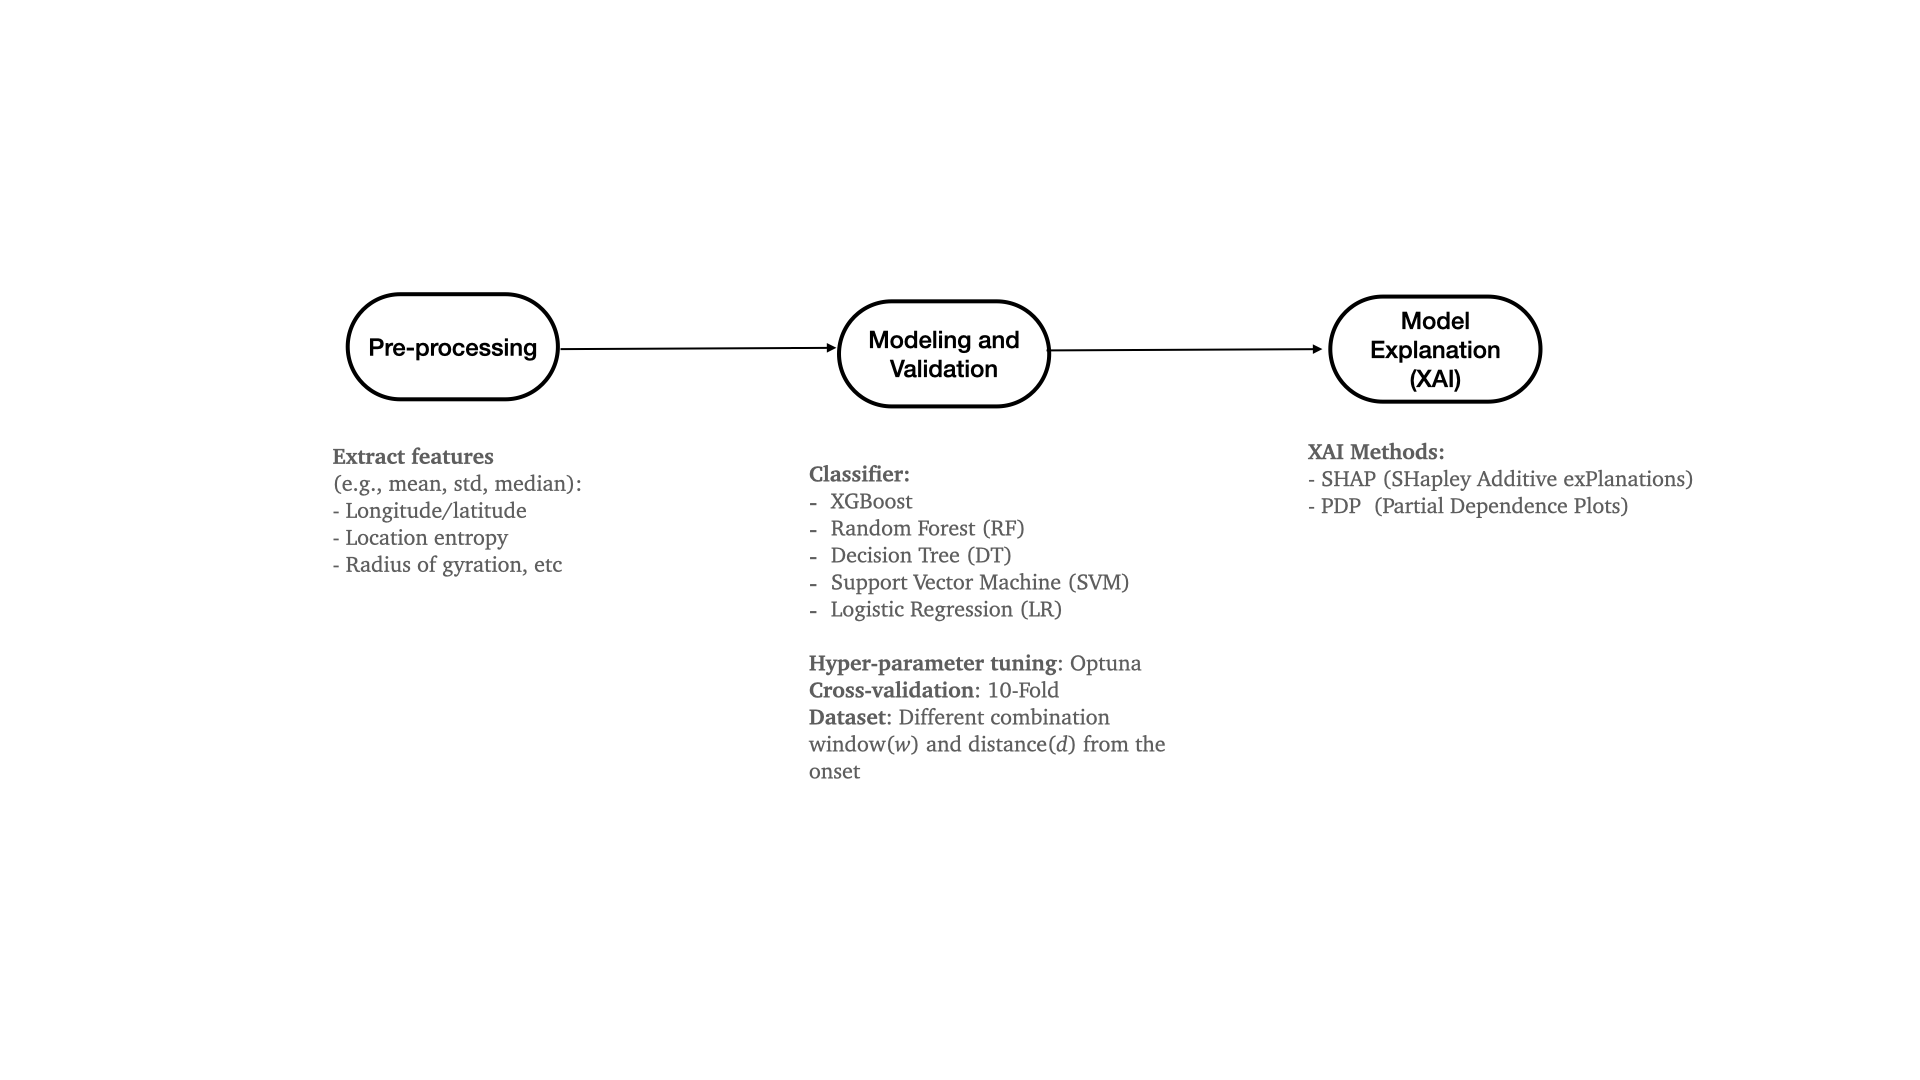 Pre-processing
Extract features
(e.g., mean, std, median):
- Longitude/latitude
- Location entropy
- Radius of gyration, etc
Modeling and
Validation
Classifier:
- XGBoost
- Random Forest (RF)
- Decision Tree (DT)
- Support Vector Machine (SVM)
- Logistic Regression (LR)
Hyper-parameter tuning: Optuna
Cross-validation: 10-Fold
Dataset: Different combination
window(w) and distance(d) from the
onset
Model
Explanation
(XAI)
XAI Methods:
- SHAP (SHapley Additive exPlanations)
- PDP (Partial Dependence Plots)